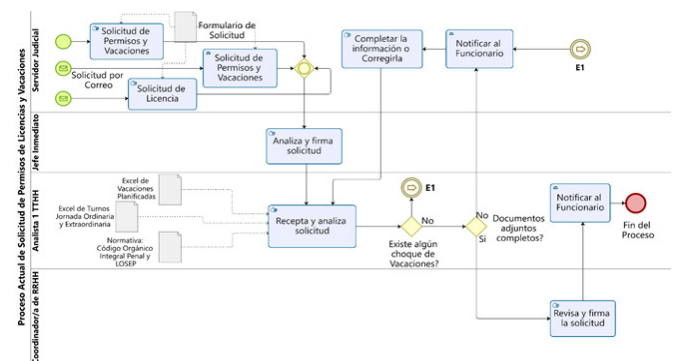 Proceso Actual de Solicitud de Permisos de Licencias y Vacaciones
Servidor Judicial
Solicitud de
Permisos y
Vacaciones
Formulario de
Solicitud
Solicitud por
Correo
Solicitud de
Permisos y
Vacaciones
Solicitud
de Licencia
Completar la
información o
Corregirla
Notificar al
Funcionario
E1
Jefe Inmediato
Analiza y firma
solicitud
Analista 1 TTHH
Excel de
Vacaciones
Planificadas
Excel de Turnos
Jornada Ordinaria
y Extraordinaria
Normativa:
Código Orgánico
Integral Penal y
LOSEP
Recepta y analiza
solicitud
E1
No
Existe algún
choque de
Vacaciones?
No
Si
Documentos
adjuntos
completos?
Notificar al
Funcionario
Fin del
Proceso
Coordinador/a de RRHH
Revisa y firma
la solicitud